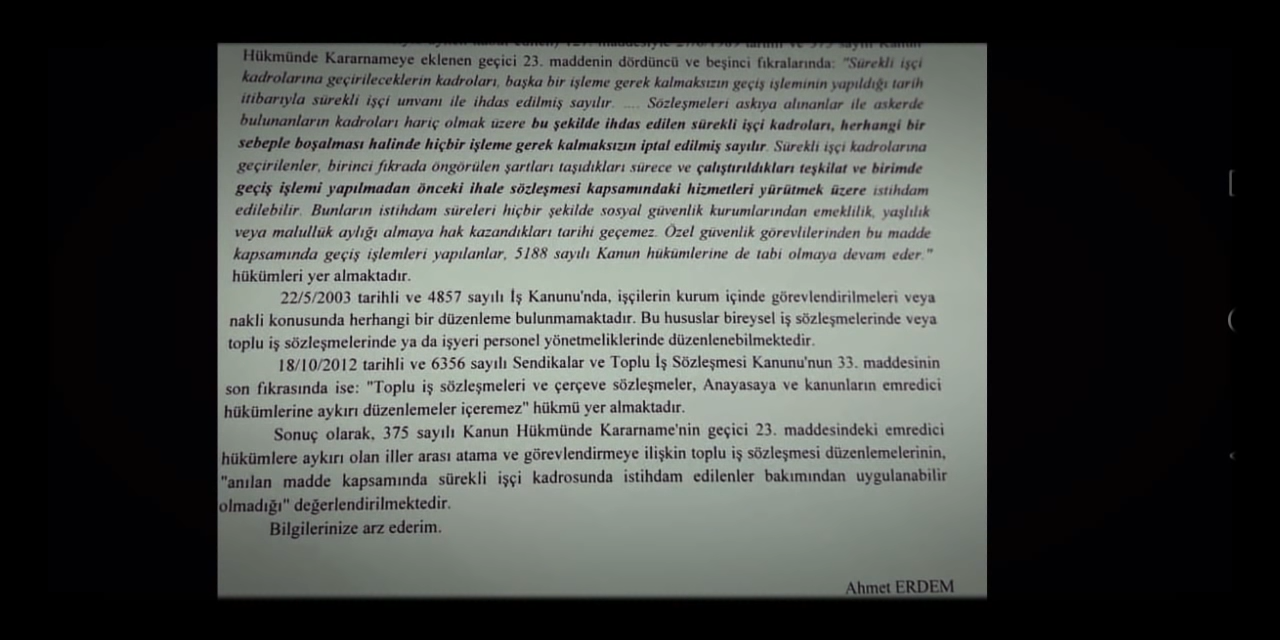 Hükmünde Kararnameye eklenen geçici 23. maddenin dördüncü ve beşinci fıkralarında: "Sürekli işçi
kadrolarına geçirileceklerin kadroları, başka bir işleme gerek kalmaksızın geçiş işleminin yapıldığı tarih
itibarıyla sürekli işçi unvanı ile ihdas edilmiş sayılır. .... Sözleşmeleri askıya alınanlar ile askerde
bulunanların kadroları hariç olmak üzere bu şekilde ihdas edilen sürekli işçi kadroları, herhangi bir
sebeple boşalması halinde hiçbir işleme gerek kalmaksızın iptal edilmiş sayılır. Sürekli işçi kadrolarına
geçirilenler, birinci fıkrada öngörülen şartları taşıdıkları sürece ve çalıştırıldıkları teşkilat ve birimde
geçiş işlemi yapılmadan önceki ihale sözleşmesi kapsamındaki hizmetleri yürütmek üzere istihdam
edilebilir. Bunların istihdam süreleri hiçbir şekilde sosyal güvenlik kurumlarından emeklilik, yaşlılık
veya malullük aylığı almaya hak kazandıkları tarihi geçemez. Özel güvenlik görevlilerinden bu madde
kapsamında geçiş işlemleri yapılanlar, 5188 sayılı Kanun hükümlerine de tabi olmaya devam eder."
hükümleri yer almaktadır.
22/5/2003 tarihli ve 4857 sayılı İş Kanunu'nda, işçilerin kurum içinde görevlendirilmeleri veya
nakli konusunda herhangi bir düzenleme bulunmamaktadır. Bu hususlar bireysel iş sözleşmelerinde veya
toplu iş sözleşmelerinde ya da işyeri personel yönetmeliklerinde düzenlenebilmektedir.
18/10/2012 tarihli ve 6356 sayılı Sendikalar ve Toplu İş Sözleşmesi Kanunu'nun 33. maddesinin
son fıkrasında ise: "Toplu iş sözleşmeleri ve çerçeve sözleşmeler, Anayasaya ve kanunların emredici
hükümlerine aykırı düzenlemeler içeremez" hükmü yer almaktadır.
Sonuç olarak, 375 sayılı Kanun Hükmünde Kararname'nin geçici 23. maddesindeki emredici
hükümlere aykırı olan iller arası atama ve görevlendirmeye ilişkin toplu iş sözleşmesi düzenlemelerinin,
"anılan madde kapsamında sürekli işçi kadrosunda istihdam edilenler bakımından uygulanabilir
olmadığı" değerlendirilmektedir.
Bilgilerinize arz ederim.
Ahmet ERDEM